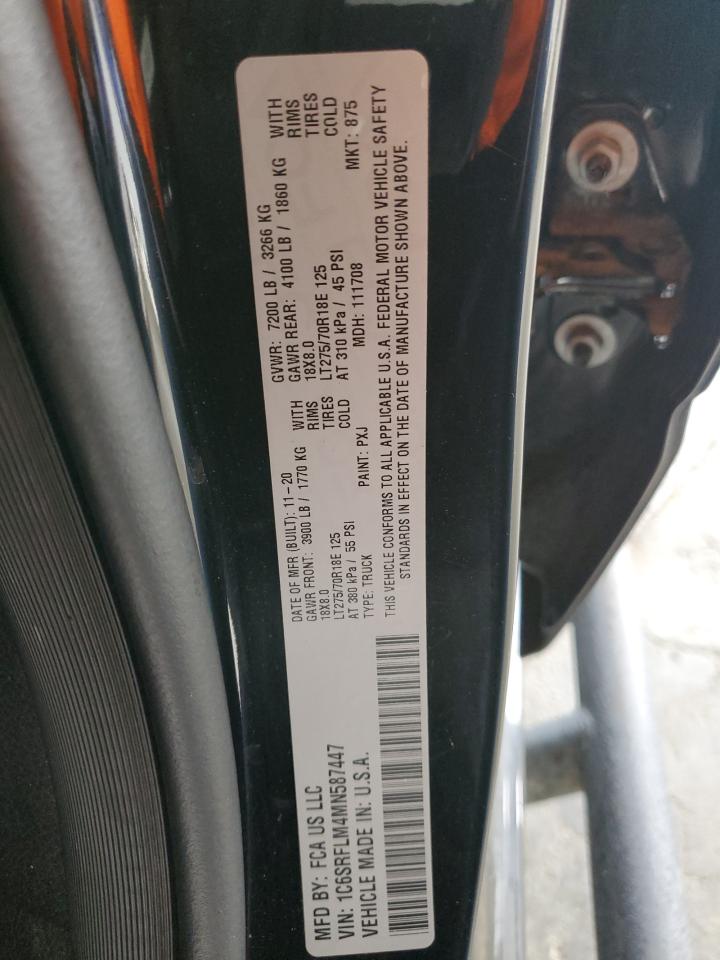 MFD BY: FCA US LLC
DATE OF MFR (BUILT): 11-20
GVWR: 7200 LB / 3266 KG
GAWR FRONT: 3900 LB / 1770 KG WITH
GAWR REAR: 4100 LB / 1860 KG WITH
18X8.0 RIMS
18X8.0 RIMS
LT275/70R18E 125 TIRES
LT275/70R18E 125 TIRES
AT 380 kPa / 55 PSI COLD
AT 310 kPa / 45 PSI COLD
VIN: 1C6SRFLM4MN587447
TYPE: TRUCK PAINT: PXJ MDH: 111708 MKT: 875
VEHICLE MADE IN: U.S.A.
THIS VEHICLE CONFORMS TO ALL APPLICABLE U.S.A. FEDERAL MOTOR VEHICLE SAFETY
STANDARDS IN EFFECT ON THE DATE OF MANUFACTURE SHOWN ABOVE.